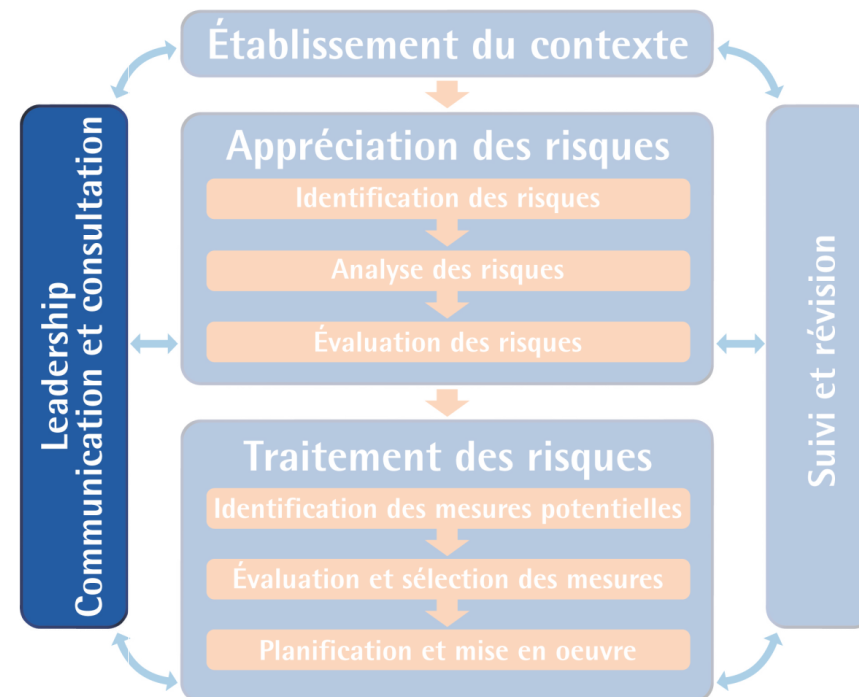 Établissement du contexte
Appréciation des risques
Identification des risques
Analyse des risques
Évaluation des risques
Traitement des risques
Identification des mesures potentielles
Évaluation et sélection des mesures
Planification et mise en oeuvre
Leadership
Communication et consultation
Suivi et révision